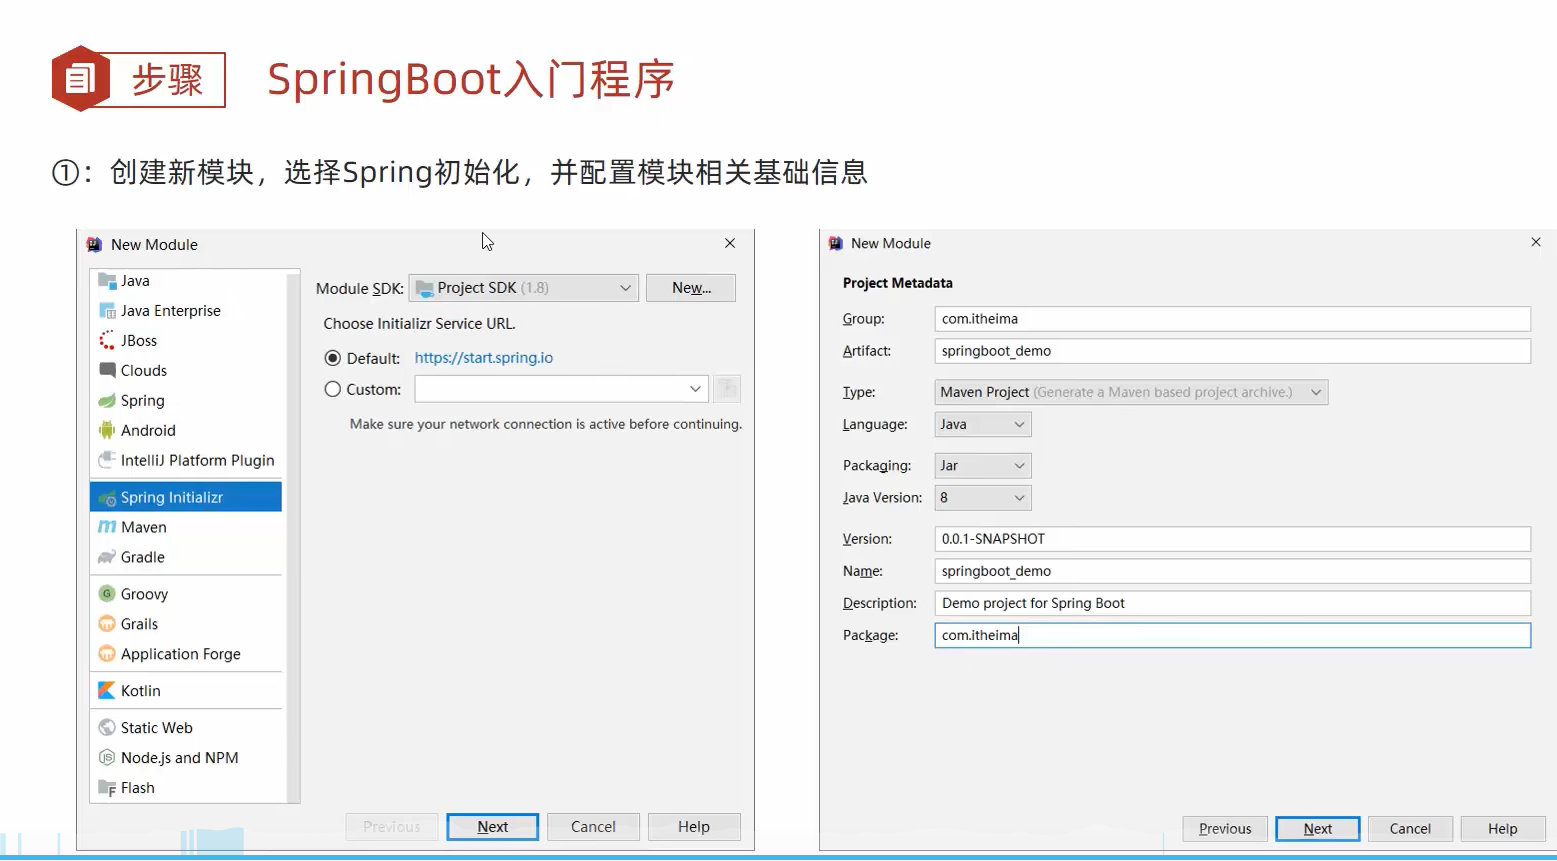 步骤
SpringBoot入门程序
①：创建新模块，选择Spring初始化，并配置模块相关基础信息
New Module
Java
Java Enterprise
JBoss
Clouds
Spring
Android
IntelliJ Platform Plugin
Spring Initializr
Maven
Gradle
Groovy
Grails
Application Forge
Kotlin
Static Web
Node.js and NPM
Flash
Module SDK: Project SDK (1.8) New...
Choose Initializr Service URL.
Default: https://start.spring.io
Custom:
Make sure your network connection is active before continuing.
Previous Next Cancel Help
New Module
Project Metadata
Group: com.itheima
Artifact: springboot_demo
Type: Maven Project (Generate a Maven based project archive.)
Language: Java
Packaging: Jar
Java Version: 8
Version: 0.0.1-SNAPSHOT
Name: springboot_demo
Description: Demo project for Spring Boot
Package: com.itheima
Previous Next Cancel Help